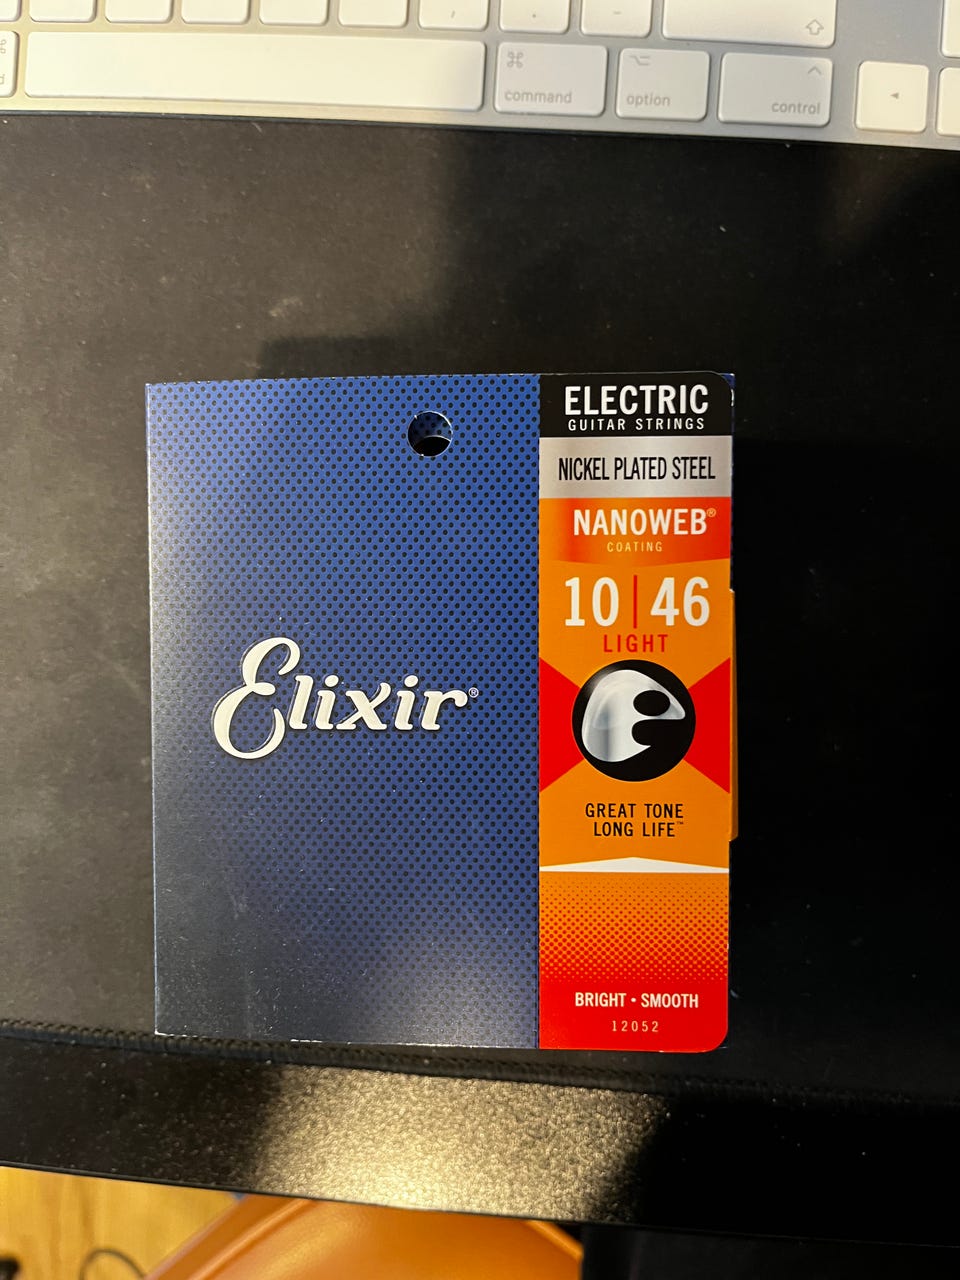 command
option
control
ELECTRIC
GUITAR STRINGS
NICKEL PLATED STEEL
NANOWEB®
COATING
10 | 46
LIGHT
Elixir®
GREAT TONE
LONG LIFE™
BRIGHT • SMOOTH
12052